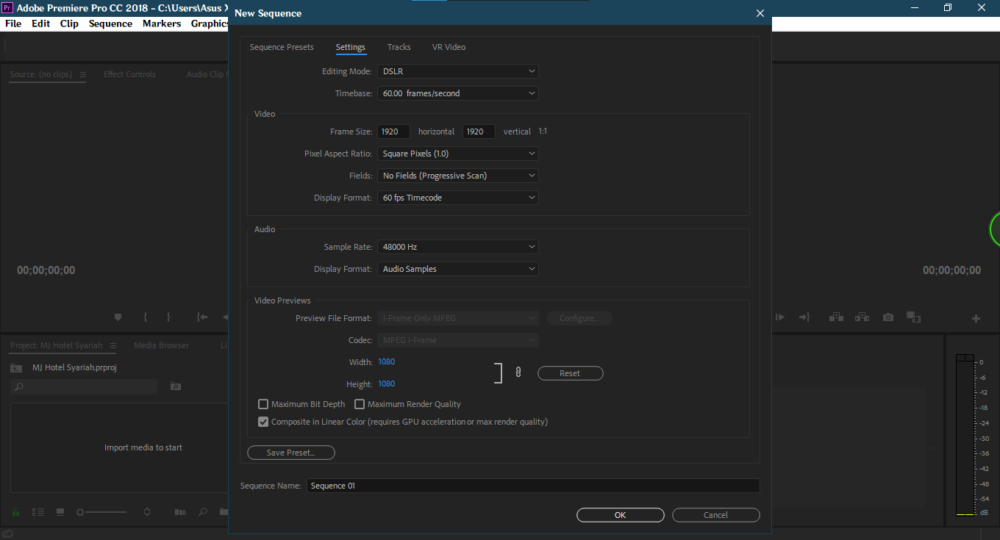 Pr Adobe Premiere Pro CC 2018 - C:\Users\Asus X
New Sequence
File Edit Clip Sequence Markers Graphics
Sequence Presets Settings Tracks VR Video
Source: (no clips) Effect Controls Audio Clip M
Editing Mode: DSLR
Timebase: 60.00 frames/second
Video
Frame Size: 1920 horizontal 1920 vertical 1:1
Pixel Aspect Ratio: Square Pixels (1.0)
Fields: No Fields (Progressive Scan)
Display Format: 60 fps Timecode
Audio
Sample Rate: 48000 Hz
Display Format: Audio Samples
00;00;00;00
00;00;00;00
Video Previews
Preview File Format: I-Frame Only MPEG Configure...
Codec: MPEG I-Frame
Width: 1080
Height: 1080
Reset
Maximum Bit Depth Maximum Render Quality
Composite in Linear Color (requires GPU acceleration or max render quality)
Save Preset...
Sequence Name: Sequence 01
OK Cancel
Project: MJ Hotel Syariah Media Browser Li
MJ Hotel Syariah.prproj
Import media to start
0
-6
-12
-18
-24
-30
-36
-42
-48
-54
dB